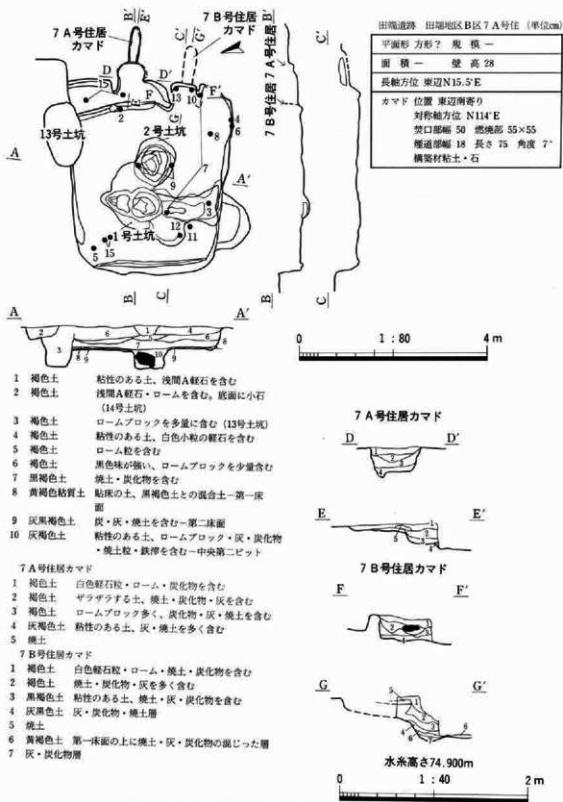 7A号住居
カマド
B'
E'
7B号住居
カマド
C'
G'
D
D'
15
13
10
F
F'
E
G
2
4
6
8
13号土坑
2号土坑
A
9
A'
3
12
11
1号土坑
15
5
B
C
B'
7A号住居
7B号住居
B
C'
C
田端遺跡 田端地区B区7A号住 (単位cm)
平面形 方形? 規模 ―
面積 ― 壁高 28
長軸方位 東辺N15.5°E
カマド 位置 東辺南寄り
対称軸方位 N114°E
焚口部幅 50 燃焼部 55×55
煙道部幅 18 長さ 75 角度 7°
構築材粘土・石
B C
A A'
0 1:80 4m
1 褐色土 粘性のある土、浅間A軽石を含む
2 褐色土 浅間A軽石・ロームを含む。底面に小石
(14号土坑)
3 褐色土 ロームブロックを多量に含む (13号土坑)
4 褐色土 粘性のある土、白色小粒の軽石を含む
5 褐色土 ローム粒を含む
6 褐色土 黒色味が強い、ロームブロックを少量含む
7 黒褐色土 焼土・炭化物を含む
8 黄褐色粘質土 貼床の土、黒褐色土との混合土―第一床
面
9 灰黒褐色土 炭・灰・焼土を含む―第二床面
10 灰褐色土 粘性のある、ロームブロック・灰・炭化物
・焼土粒・鉄滓を含む―中央第二ピット
7A号住居カマド
1 褐色土 白色軽石粒・ローム・炭化物を含む
2 褐色土 ザラザラする土、焼土・炭化物・灰を含む
3 褐色土 ロームブロック多く、炭化物・灰・焼土を含む
4 灰褐色土 粘性のある土、灰・焼土を多く含む
5 焼土
7B号住居カマド
1 褐色土 白色軽石粒・ローム・焼土・炭化物を含む
2 褐色土 焼土・炭化物・灰を多く含む
3 黒褐色土 粘性のある土、焼土・灰・炭化物を含む
4 灰黒色土 灰・炭化物・焼土層
5 焼土
6 黄褐色土 第一床面の上に焼土・灰・炭化物の混じった層
7 灰・炭化物層
7A号住居カマド
D D'
E E'
7B号住居カマド
F F'
G G'
水糸高さ74.900m
0 1:40 2m